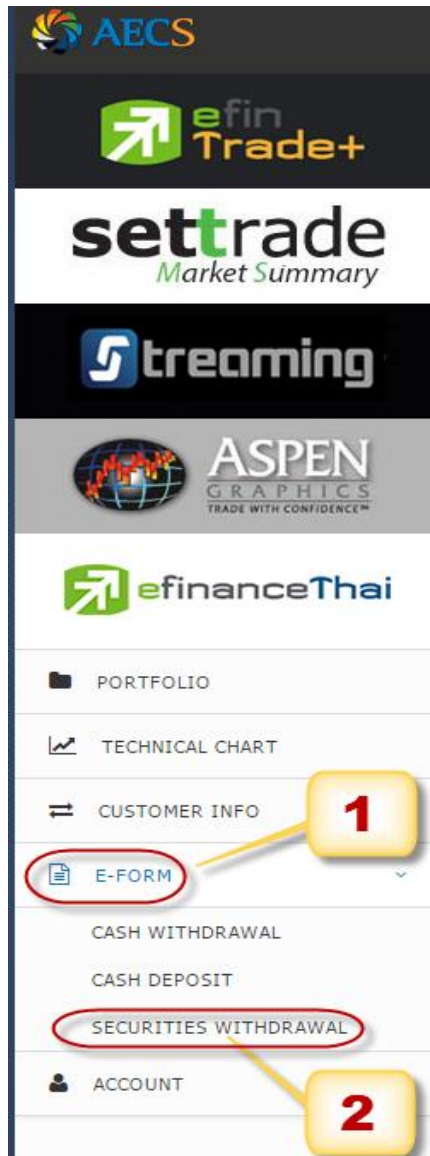 AECS
efin
Trade+
settrade
Market Summary
Streaming
ASPEN
GRAPHICS
TRADE WITH CONFIDENCE™
efinanceThai
PORTFOLIO
TECHNICAL CHART
CUSTOMER INFO
1
E-FORM
CASH WITHDRAWAL
CASH DEPOSIT
SECURITIES WITHDRAWAL
ACCOUNT
2